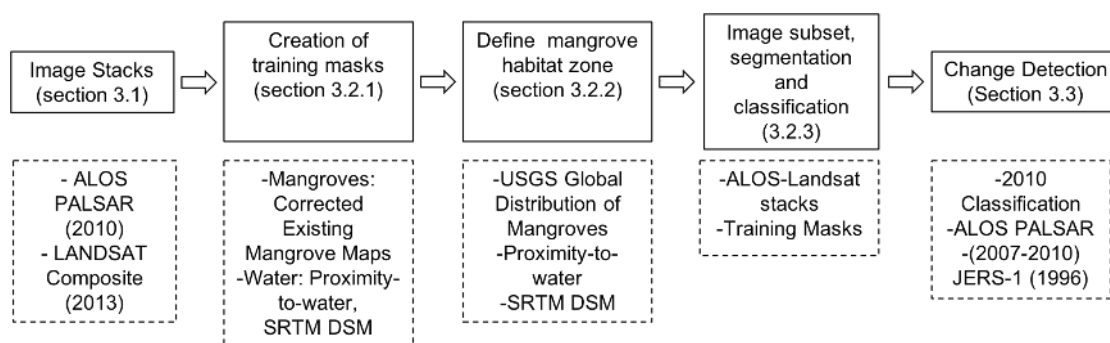 Image Stacks
(section 3.1)
Creation of
training masks
(section 3.2.1)
Define mangrove
habitat zone
(section 3.2.2)
Image subset,
segmentation
and
classification
(3.2.3)
Change Detection
(Section 3.3)
- ALOS
PALSAR
(2010)
- LANDSAT
Composite
(2013)
-Mangroves:
Corrected
Existing
Mangrove Maps
-Water: Proximity-
to-water,
SRTM DSM
-USGS Global
Distribution of
Mangroves
-Proximity-to-
water
-SRTM DSM
-ALOS-Landsat
stacks
-Training Masks
-2010
Classification
-ALOS PALSAR
-(2007-2010)
JERS-1 (1996)